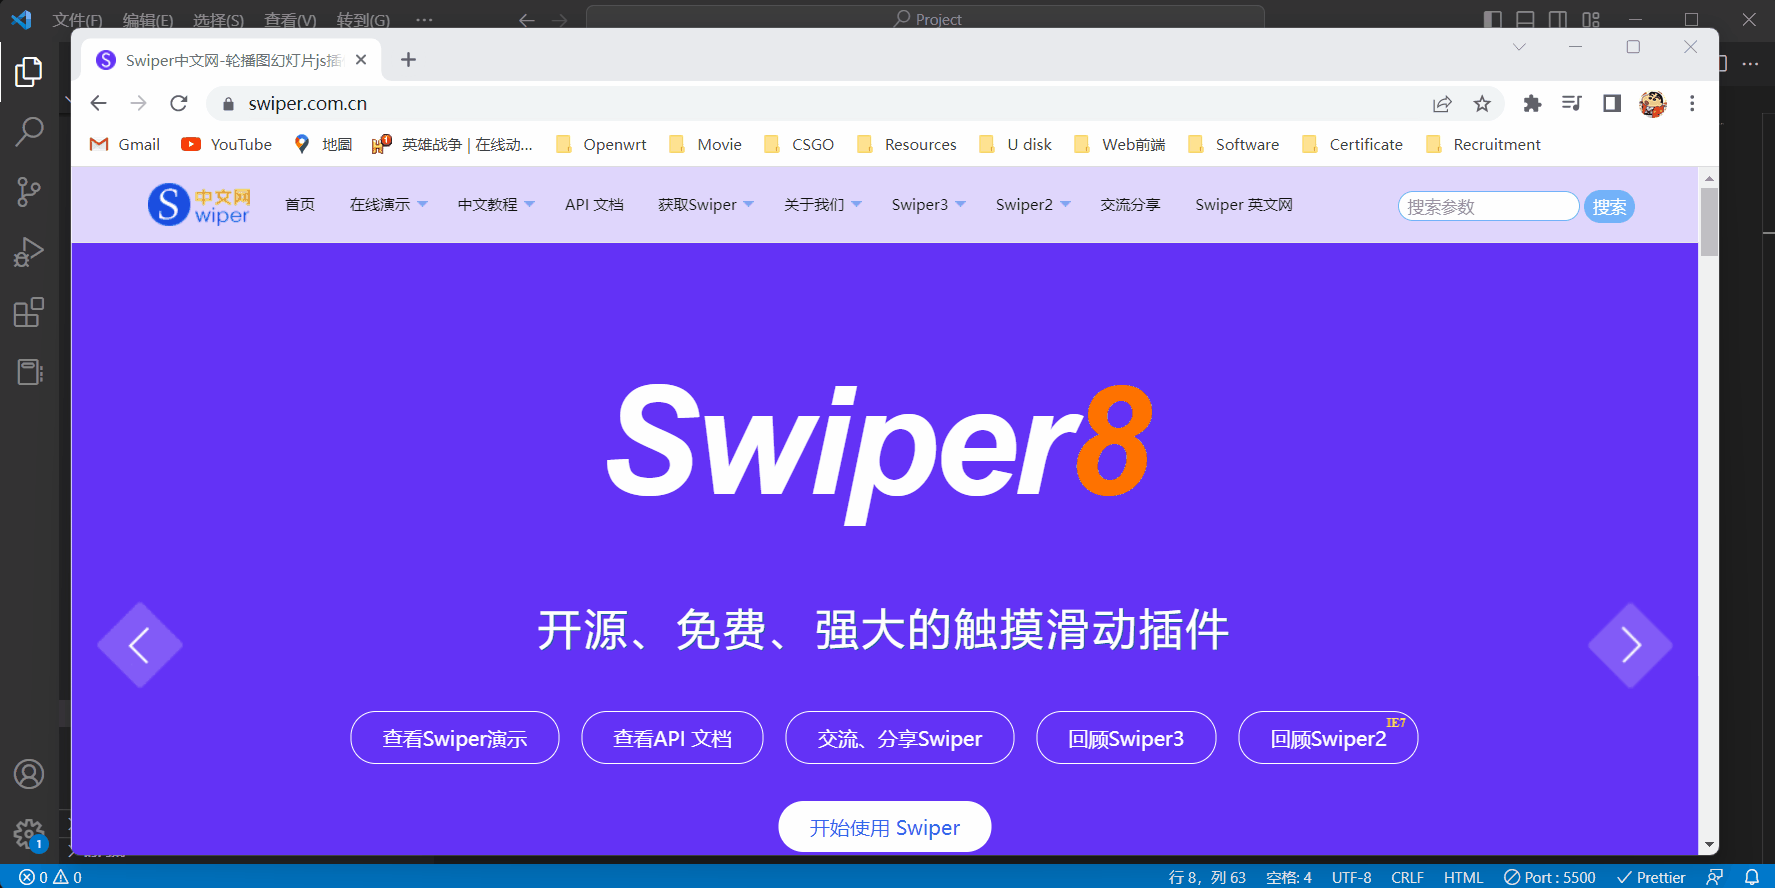 文件(F) 编辑(E) 选择(S) 查看(V) 转到(G) ··· Project
Swiper中文网-轮播图幻灯片js插
swiper.com.cn
Gmail YouTube 地圖 英雄战争 | 在线动... Openwrt Movie CSGO Resources U disk Web前端 Software Certificate Recruitment
S 中文网 wiper 首页 在线演示 中文教程 API 文档 获取Swiper 关于我们 Swiper3 Swiper2 交流分享 Swiper 英文网 搜索参数 搜索
Swiper8
开源、免费、强大的触摸滑动插件
查看Swiper演示 查看API 文档 交流、分享Swiper 回顾Swiper3 回顾Swiper2 IE7
开始使用 Swiper
1
0 0 行 8，列 63 空格: 4 UTF-8 CRLF HTML Port : 5500 Prettier